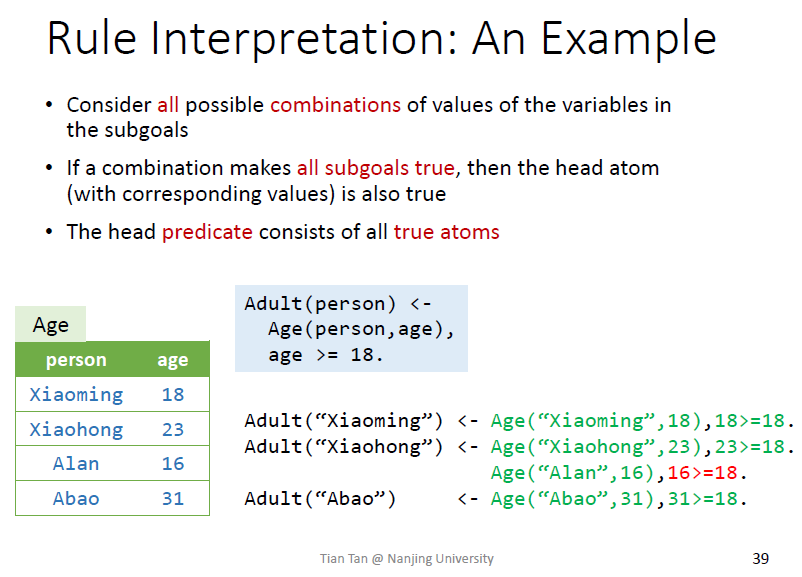 Rule Interpretation: An Example
• Consider all possible combinations of values of the variables in
the subgoals
• If a combination makes all subgoals true, then the head atom
(with corresponding values) is also true
• The head predicate consists of all true atoms
Adult(person) <-
Age(person,age),
age >= 18.
Age
person age
Xiaoming 18
Xiaohong 23
Alan 16
Abao 31
Adult(“Xiaoming”) <- Age(“Xiaoming”,18),18>=18.
Adult(“Xiaohong”) <- Age(“Xiaohong”,23),23>=18.
Age(“Alan”,16),16>=18.
Adult(“Abao”) <- Age(“Abao”,31),31>=18.
Tian Tan @ Nanjing University
39